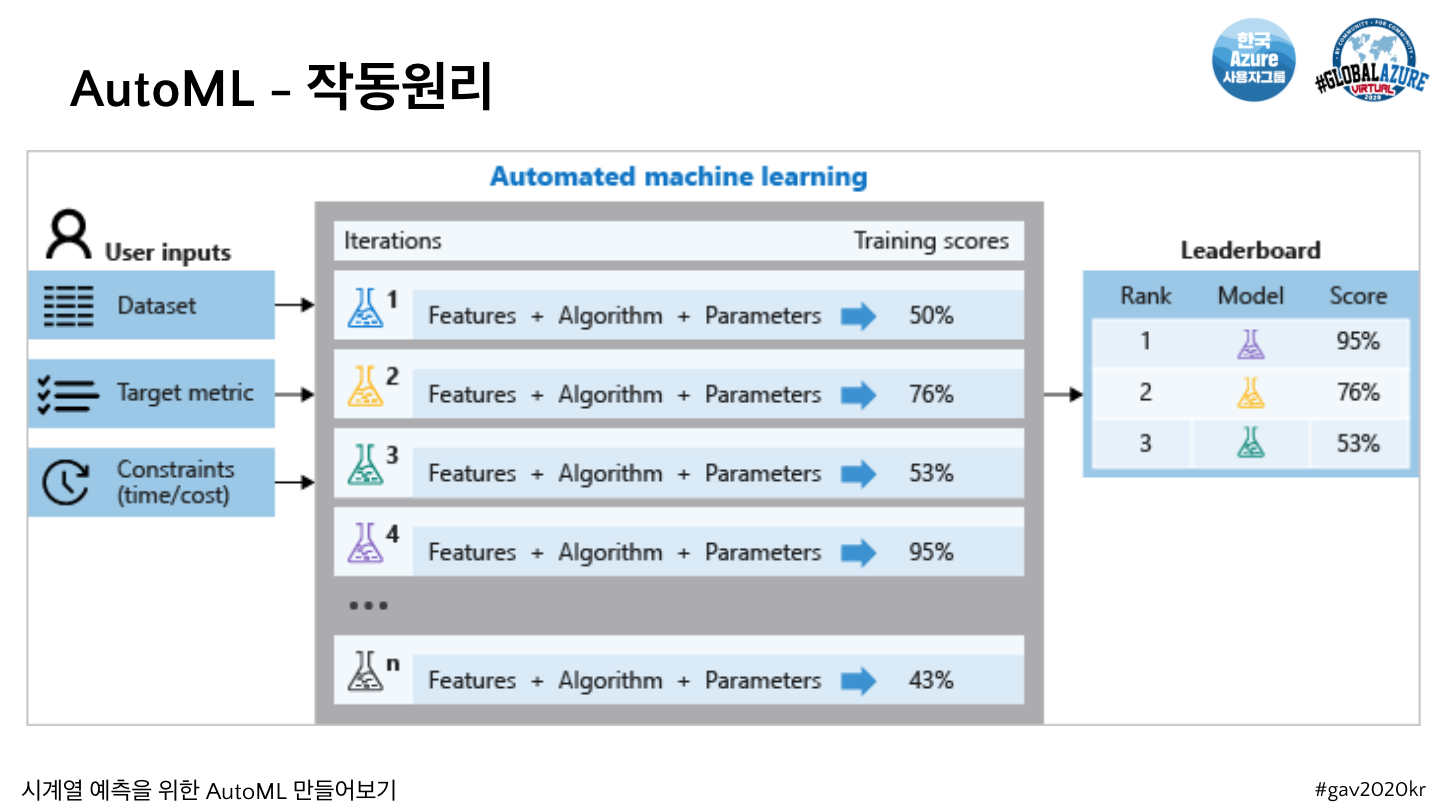 한국
Azure
사용자그룹
BY COMMUNITY · FOR COMMUNITY
#GLOBALAZURE
VIRTUAL
2020
AutoML – 작동원리
Automated machine learning
User inputs
Dataset
Target metric
Constraints
(time/cost)
Iterations Training scores
1 Features + Algorithm + Parameters 50%
2 Features + Algorithm + Parameters 76%
3 Features + Algorithm + Parameters 53%
4 Features + Algorithm + Parameters 95%
•••
n Features + Algorithm + Parameters 43%
Leaderboard
Rank Model Score
1 95%
2 76%
3 53%
시계열 예측을 위한 AutoML 만들어보기
#gav2020kr